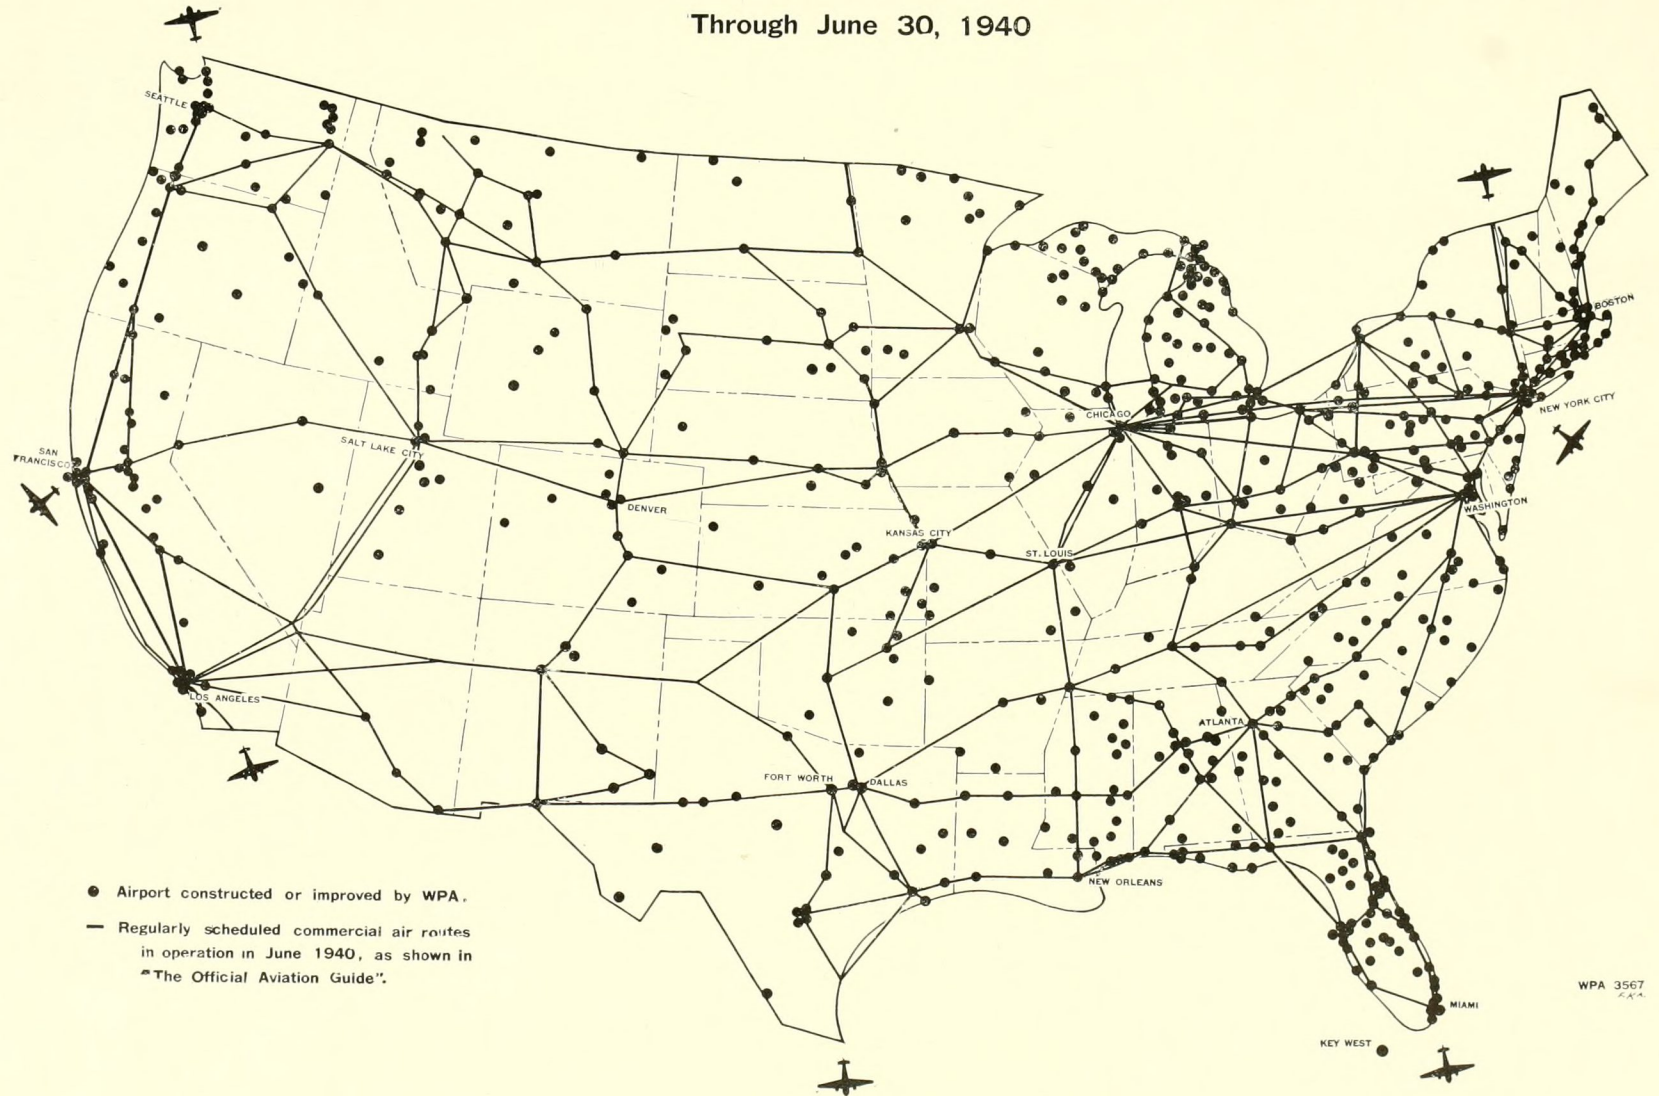 Through June 30, 1940
SEATTLE
BOSTON
NEW YORK CITY
CHICAGO
SALT LAKE CITY
SAN
FRANCISCO
DENVER
WASHINGTON
KANSAS CITY
ST. LOUIS
LOS ANGELES
ATLANTA
FORT WORTH
DALLAS
NEW ORLEANS
Airport constructed or improved by WPA.
Regularly scheduled commercial air routes
in operation in June 1940, as shown in
"The Official Aviation Guide".
WPA 3567
MIAMI
KEY WEST